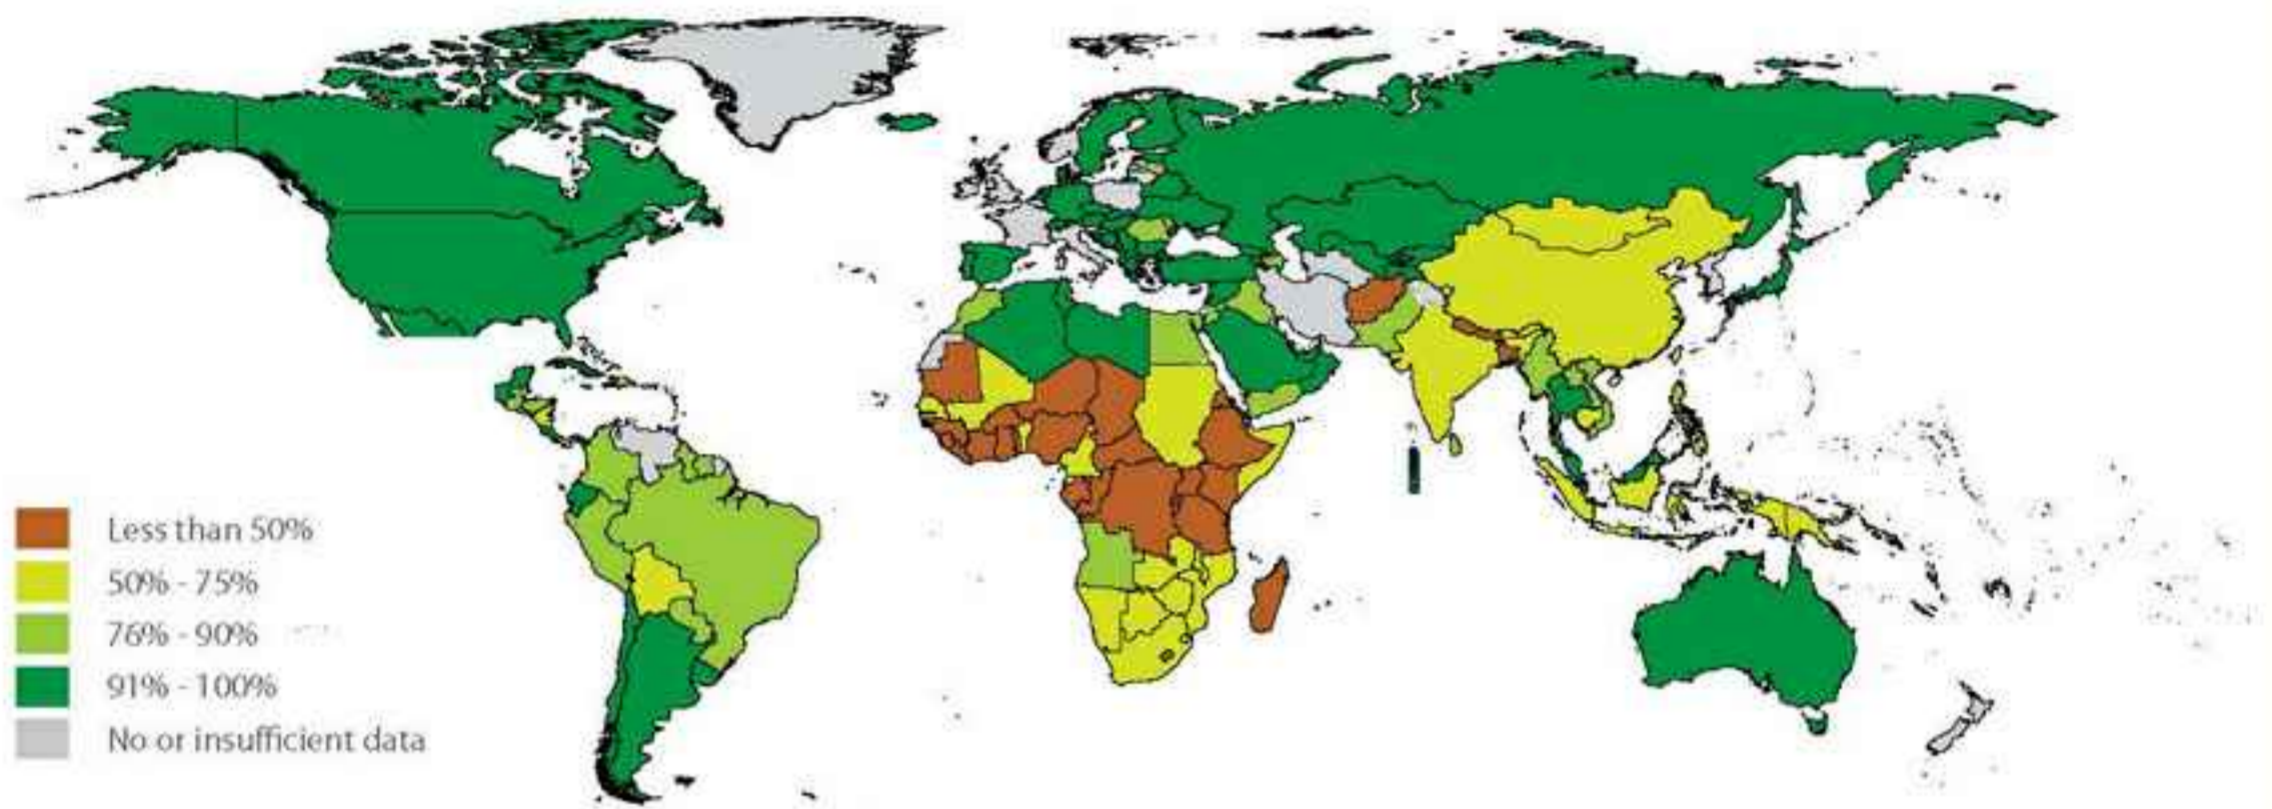 Less than 50%
50% - 75%
76% - 90%
91% - 100%
No or insufficient data